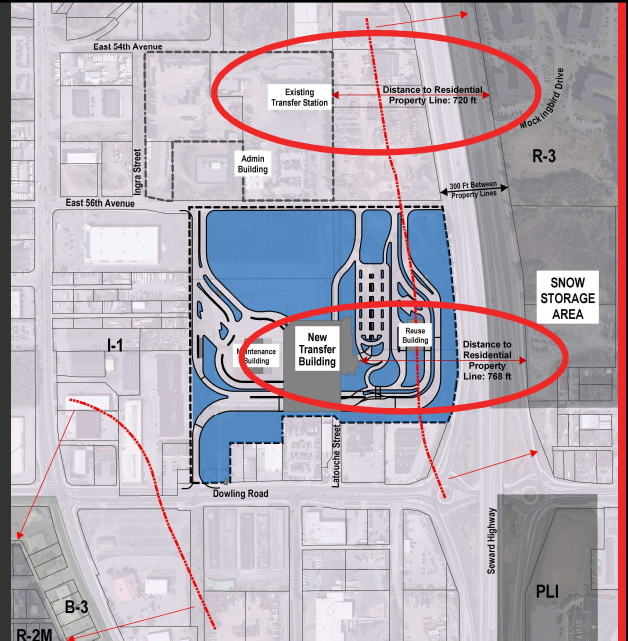 East 54th Avenue
Existing
Transfer Station
Distance to Residential
Property Line: 720 ft
Mockingbird Drive
R-3
Admin
Building
Ingra Street
300 Ft Between
Property Lines
East 56th Avenue
SNOW
STORAGE
AREA
I-1
Maintenance
Building
New
Transfer
Building
Reuse
Building
Distance to
Residential
Property
Line: 768 ft
Latouche Street
Dowling Road
Seward Highway
B-3
PLI
R-2M